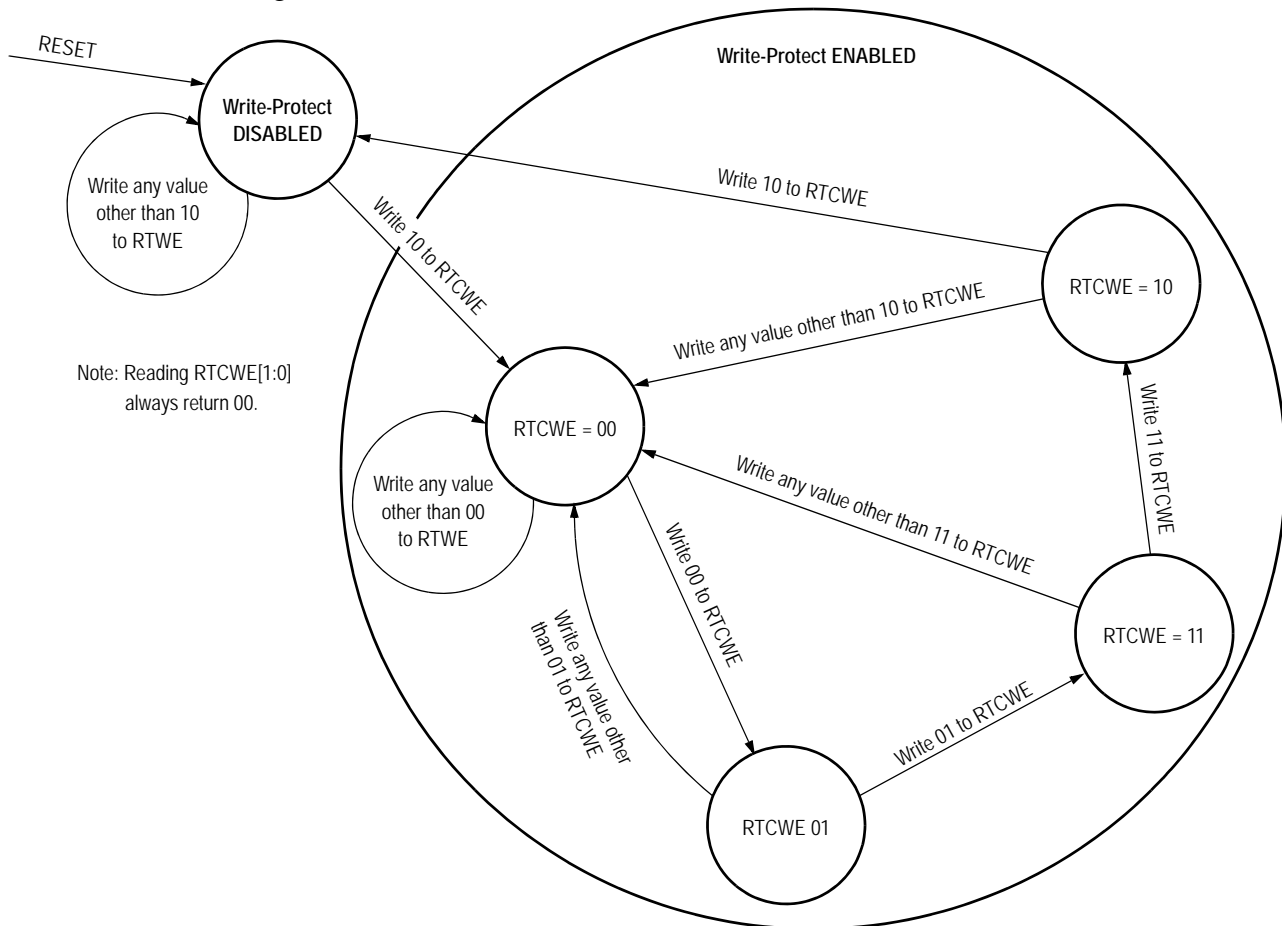 RESET
Write-Protect
DISABLED
Write any value
other than 10
to RTWE
Note: Reading RTCWE[1:0]
always return 00.
Write-Protect ENABLED
Write 10 to RTCWE
Write 10 to RTCWE
RTCWE = 10
Write any value other than 10 to RTCWE
RTCWE = 00
Write any value
other than 00
to RTWE
Write any value other than 11 to RTCWE
Write 11 to RTCWE
Write 00 to RTCWE
Write any value other
than 01 to RTCWE
RTCWE = 11
Write 01 to RTCWE
RTCWE 01